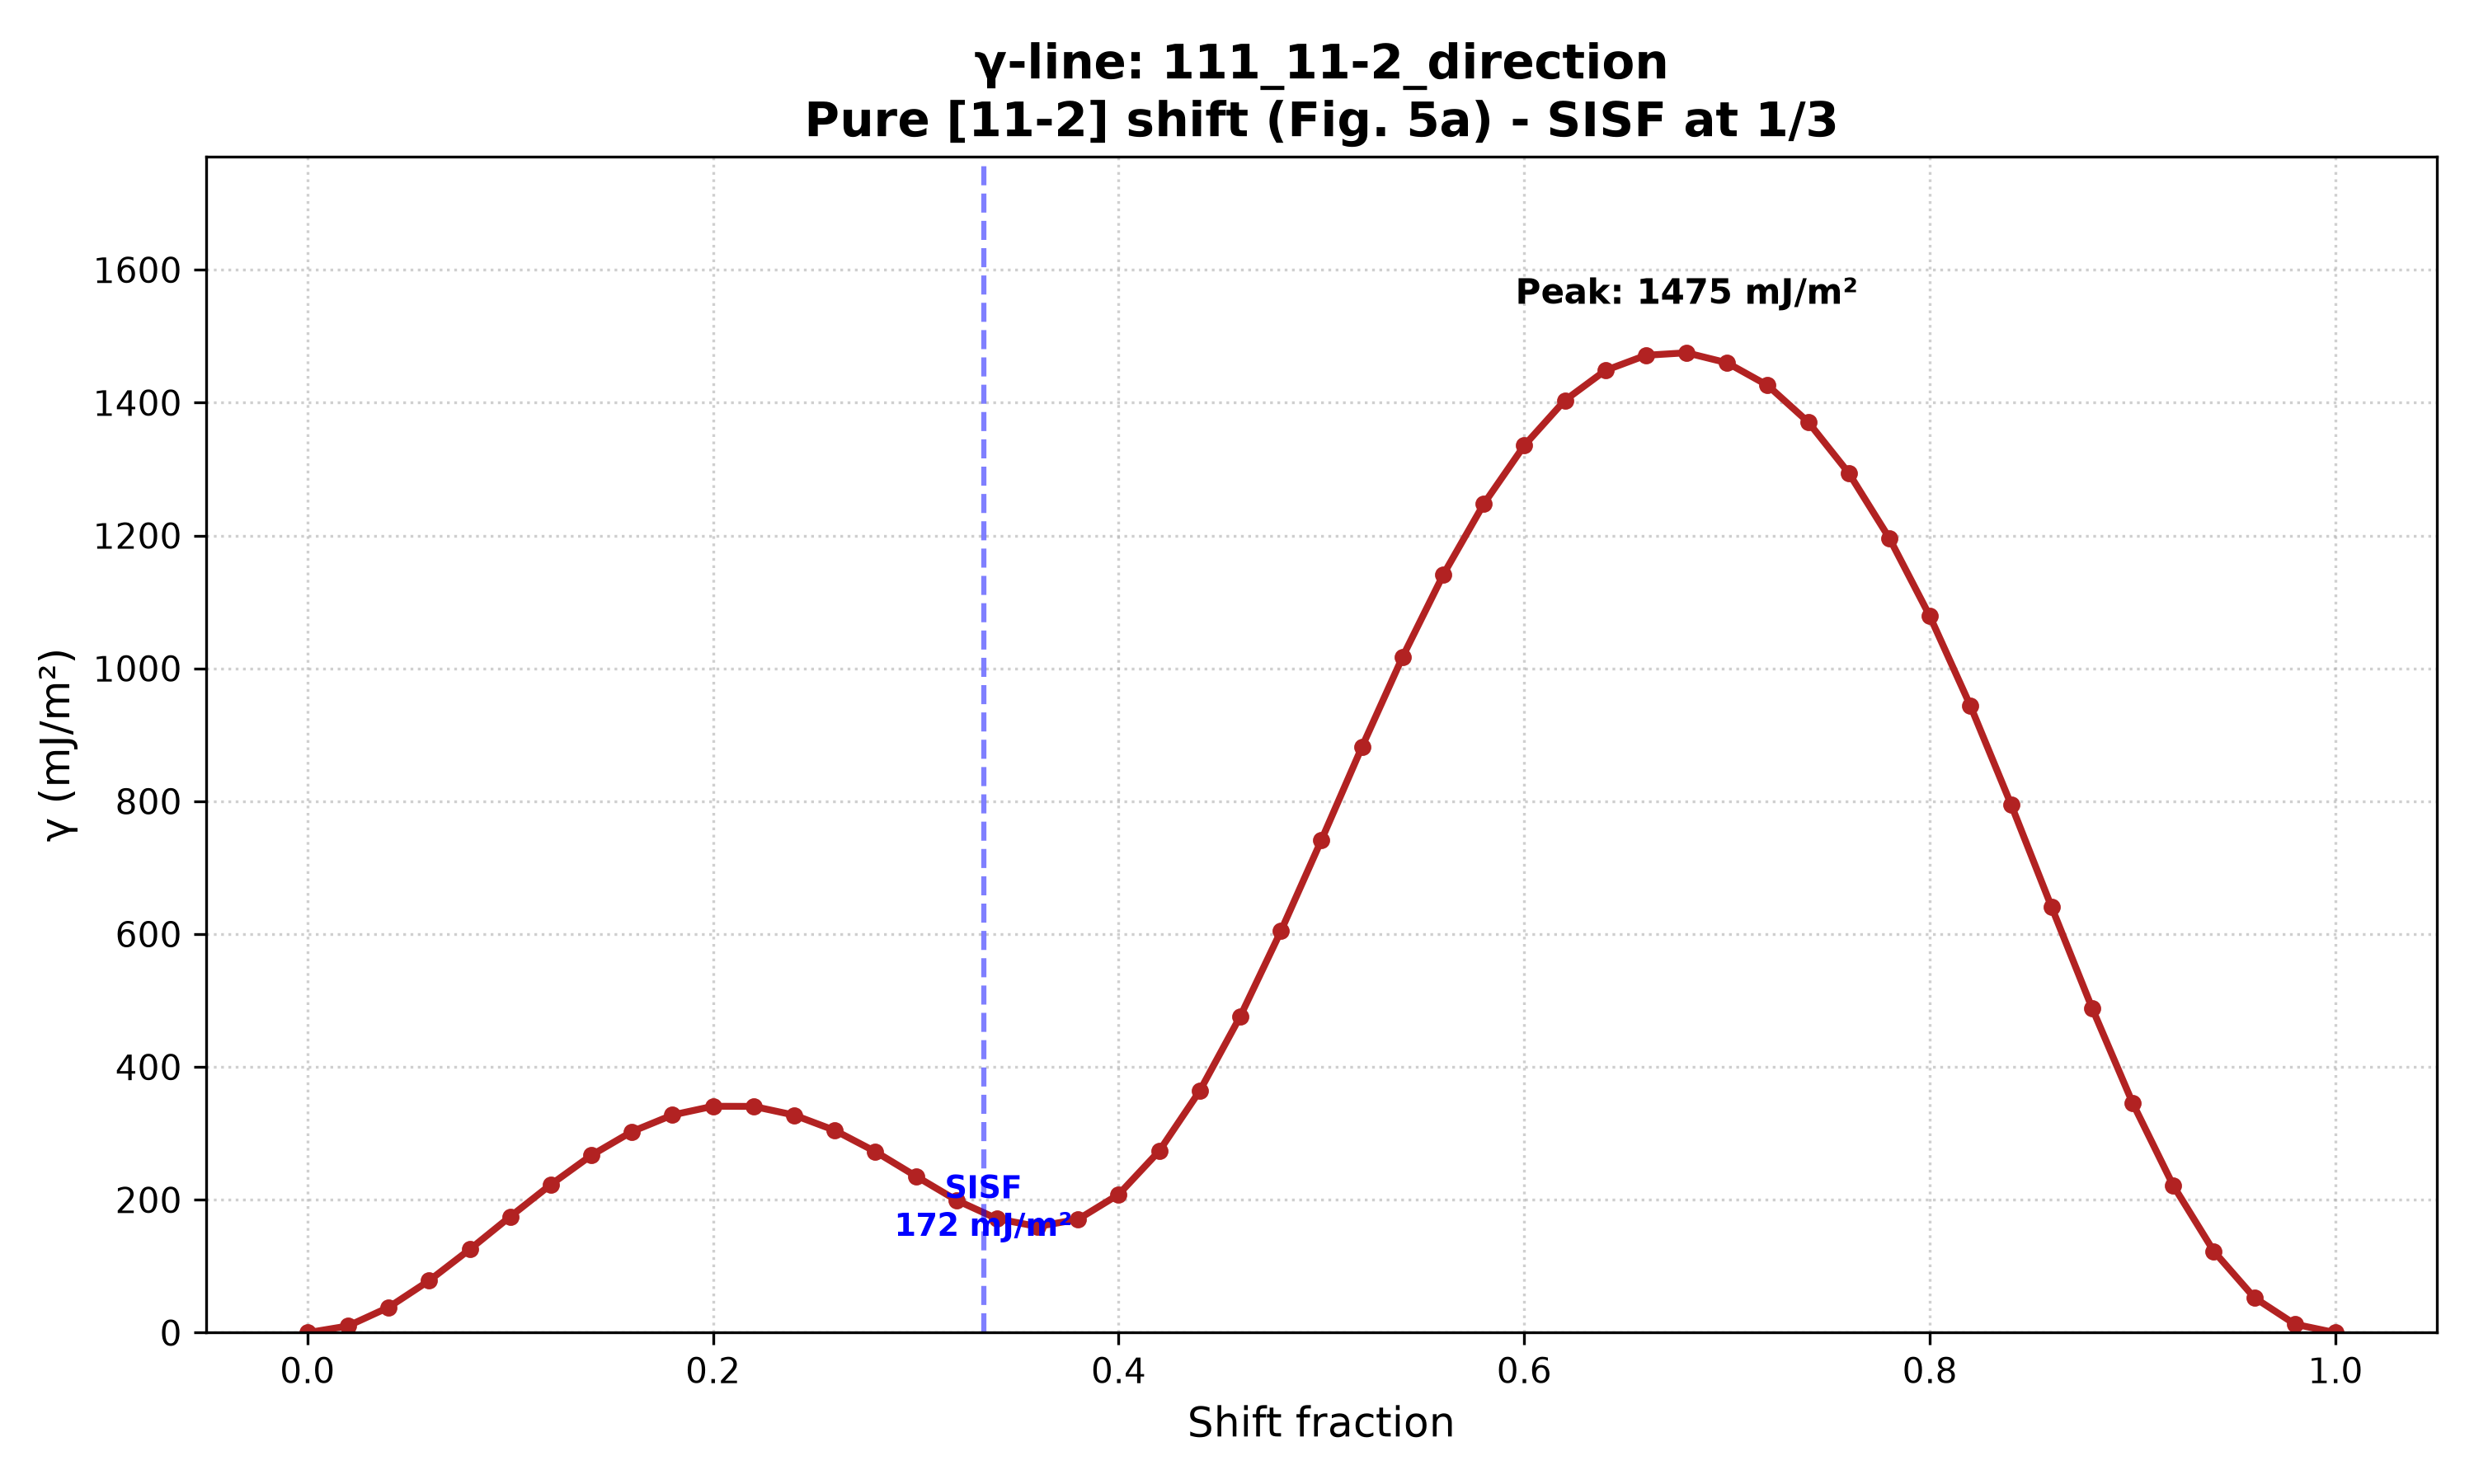 γ-line: 111_11-2_direction
Pure [11-2] shift (Fig. 5a) - SISF at 1/3
Peak: 1475 mJ/m²
SISF
172 mJ/m²
γ (mJ/m²)
1600
1400
1200
1000
800
600
400
200
0
0.0 0.2 0.4 0.6 0.8 1.0
Shift fraction